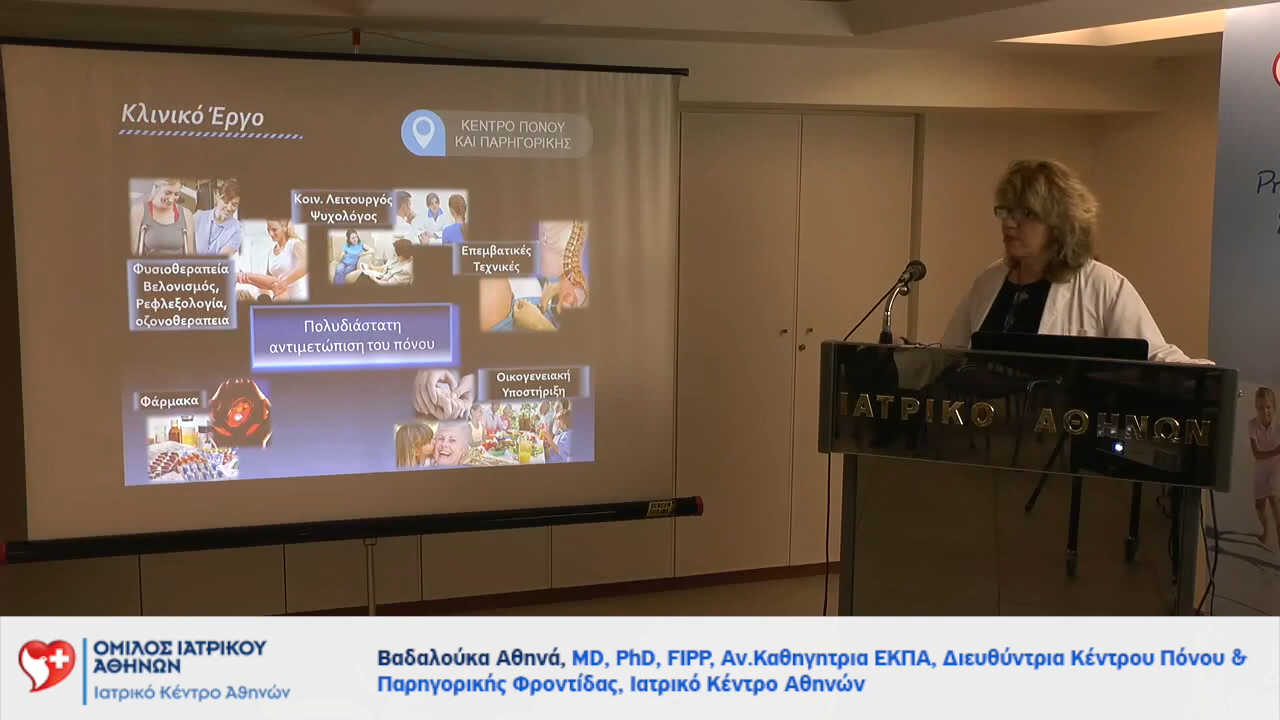 Κλινικό Έργο
ΚΕΝΤΡΟ ΠΟΝΟΥ
ΚΑΙ ΠΑΡΗΓΟΡΙΚΗΣ
Κοιν. Λειτουργός
Ψυχολόγος
Επεμβατικές
Τεχνικές
Φυσιοθεραπεία
Βελονισμός,
Ρεφλεξολογία,
οζονοθεραπεια
Πολυδιάστατη
αντιμετώπιση του πόνου
Φάρμακα
Οικογενειακή
Υποστήριξη
ΙΑΤΡΙΚΟ ΑΘΗΝΩΝ
ΟΜΙΛΟΣ ΙΑΤΡΙΚΟΥ
ΑΘΗΝΩΝ
Ιατρικό Κέντρο Αθηνών
Βαδαλούκα Αθηνά, MD, PhD, FIPP, Αν.Καθηγητρια ΕΚΠΑ, Διευθύντρια Κέντρου Πόνου &
Παρηγορικής Φροντίδας, Ιατρικό Κέντρο Αθηνών